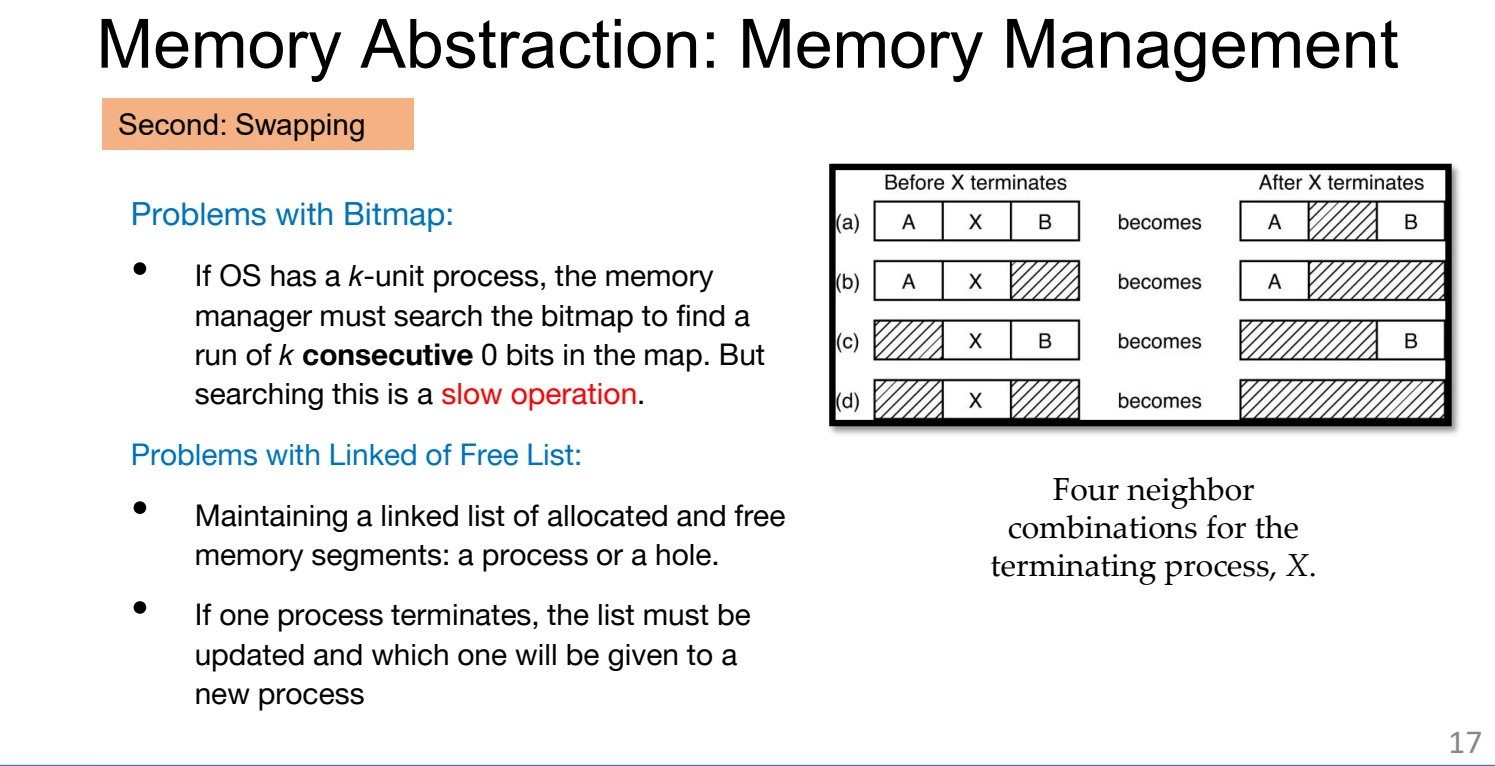 Memory Abstraction: Memory Management
Second: Swapping
Problems with Bitmap:
• If OS has a k-unit process, the memory
manager must search the bitmap to find a
run of k consecutive 0 bits in the map. But
searching this is a slow operation.
Problems with Linked of Free List:
• Maintaining a linked list of allocated and free
memory segments: a process or a hole.
• If one process terminates, the list must be
updated and which one will be given to a
new process
Before X terminates After X terminates
(a) A X B becomes A B
(b) A X becomes A
(c) X B becomes B
(d) X becomes
Four neighbor
combinations for the
terminating process, X.
17